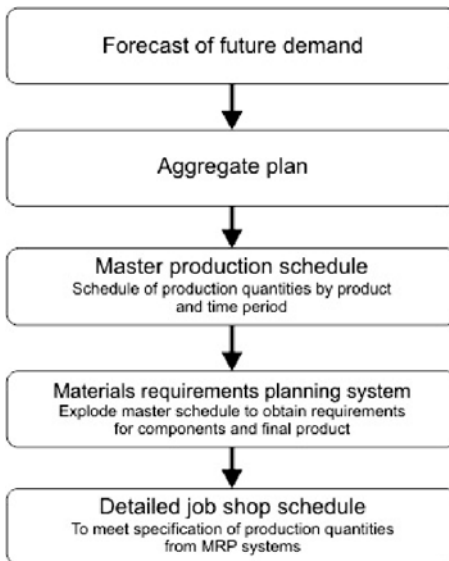 Forecast of future demand
Aggregate plan
Master production schedule
Schedule of production quantities by product
and time period
Materials requirements planning system
Explode master schedule to obtain requirements
for components and final product
Detailed job shop schedule
To meet specification of production quantities
from MRP systems